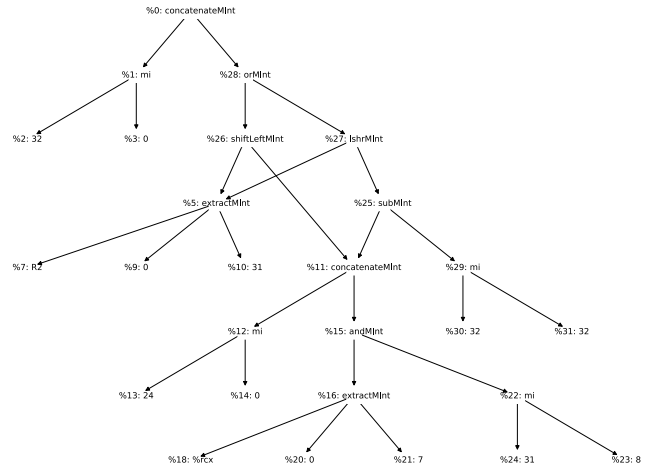 %0: concatenateMInt
%1: mi
%28: orMInt
%2: 32
%3: 0
%26: shiftLeftMInt
%27: lshrMInt
%5: extractMInt
%25: subMInt
%7: R2
%9: 0
%10: 31
%11: concatenateMInt
%29: mi
%12: mi
%15: andMInt
%30: 32
%31: 32
%13: 24
%14: 0
%16: extractMInt
%22: mi
%18: %rcx
%20: 0
%21: 7
%24: 31
%23: 8